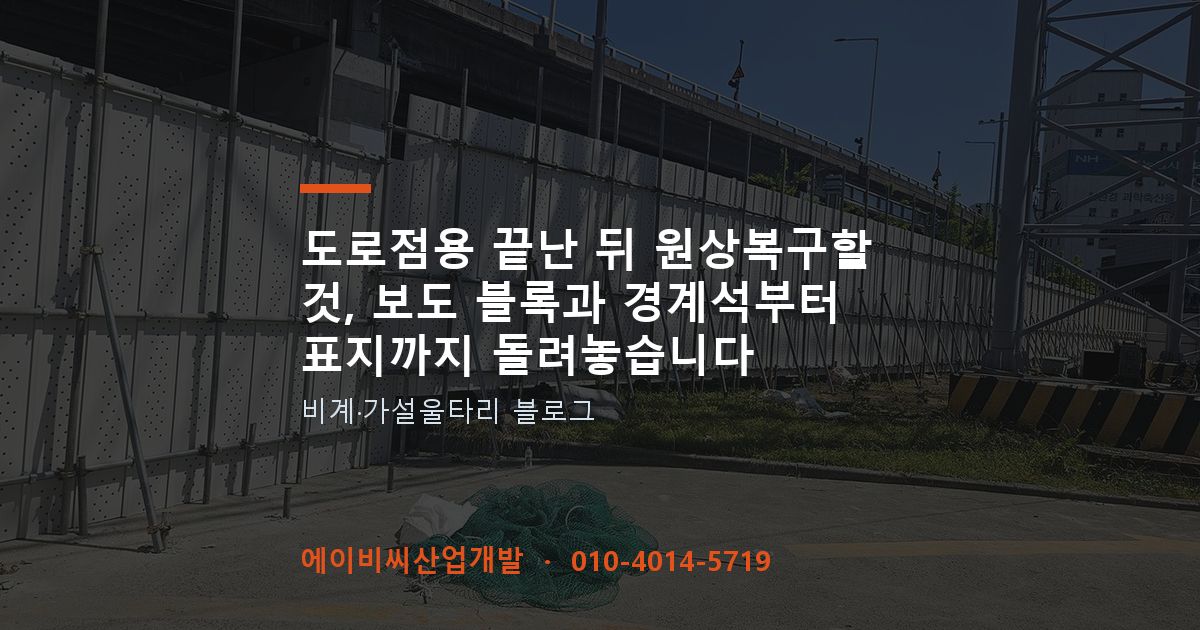 도로점용 끝난 뒤 원상복구할
것, 보도 블록과 경계석부터
표지까지 돌려놓습니다
비계·가설울타리 블로그
에이비씨산업개발 · 010-4014-5719
NH